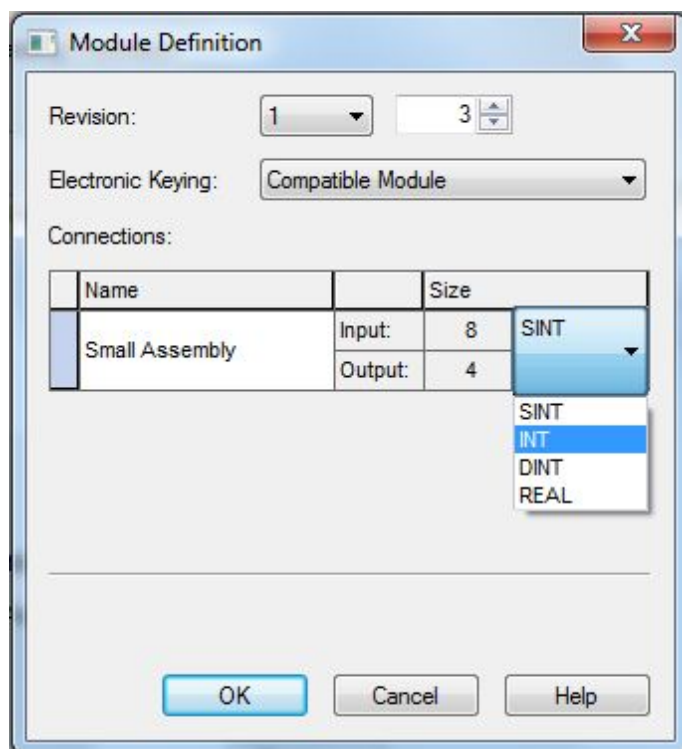 Module Definition
Revision: 1 3
Electronic Keying: Compatible Module
Connections:
Name Size
Small Assembly
Input: 8 SINT
Output: 4
SINT
INT
DINT
REAL
OK Cancel Help